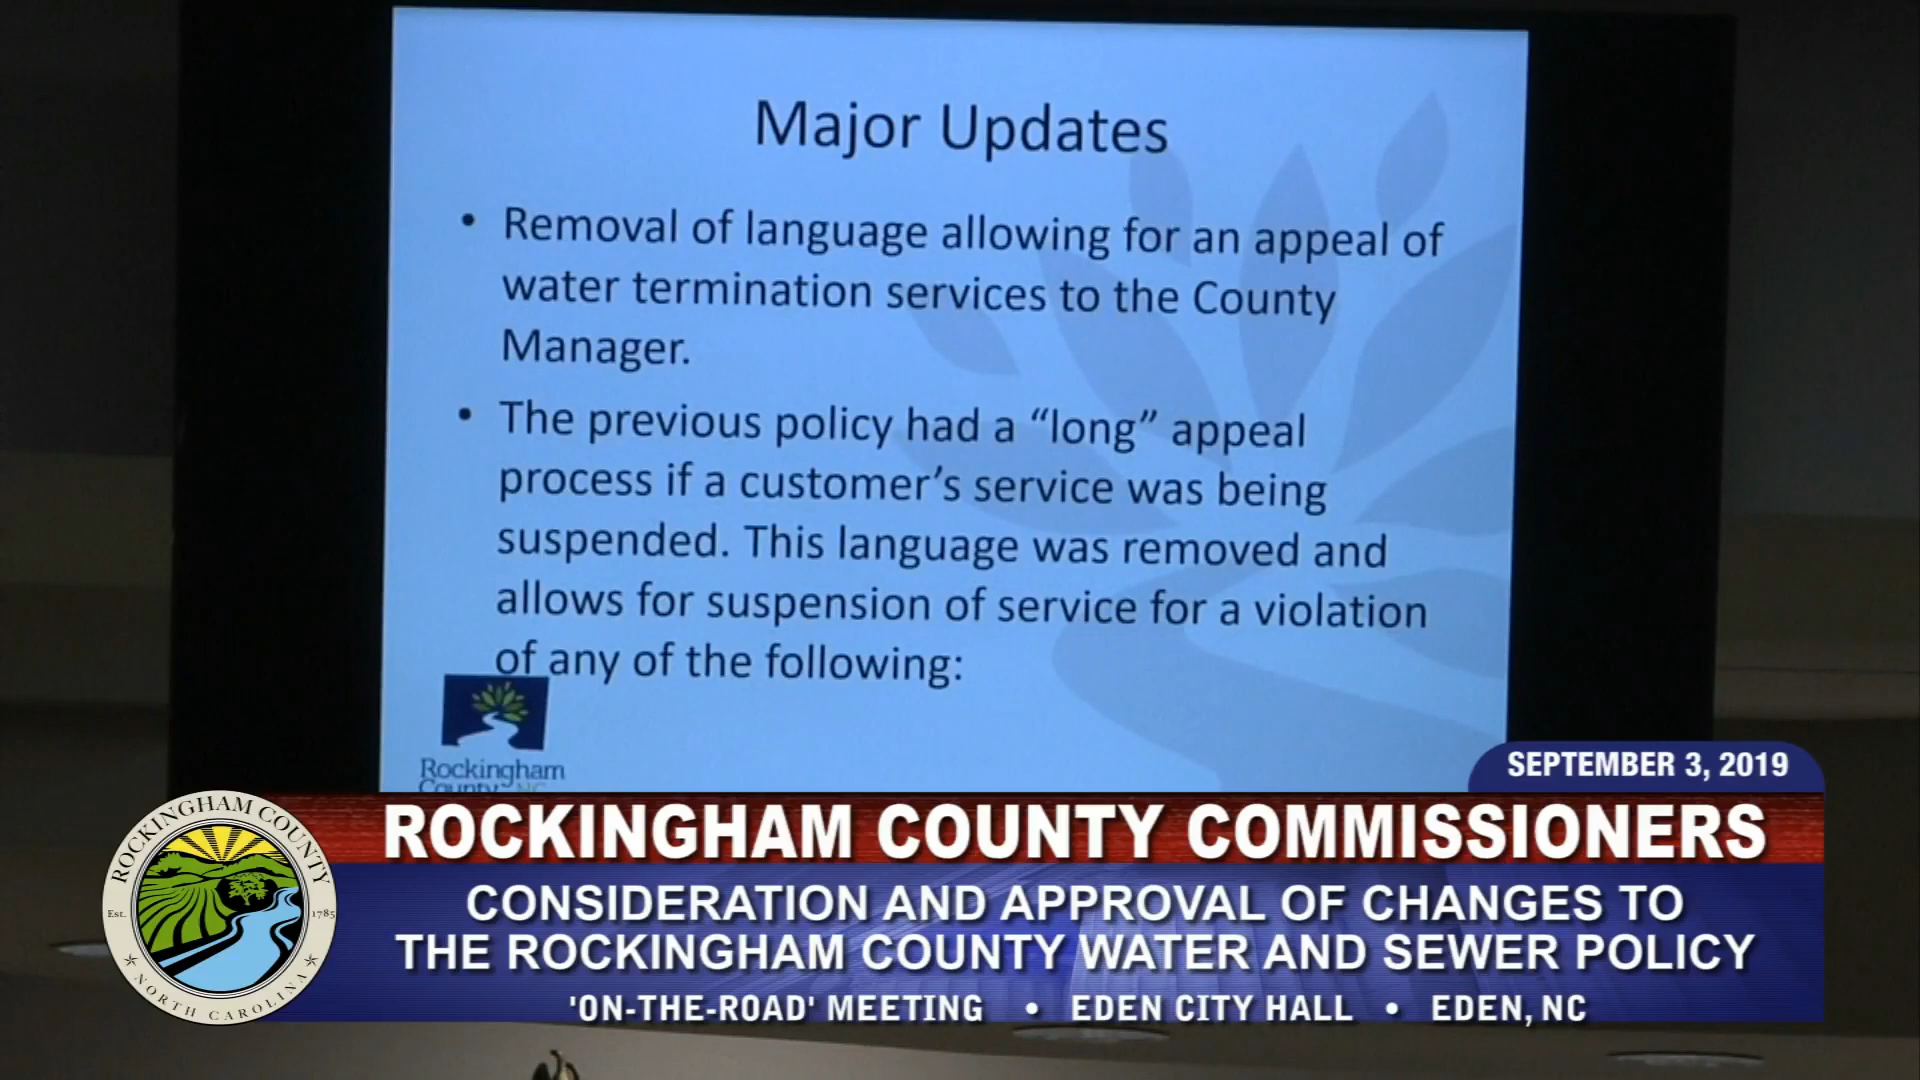 Major Updates
• Removal of language allowing for an appeal of
water termination services to the County
Manager.
• The previous policy had a “long” appeal
process if a customer’s service was being
suspended. This language was removed and
allows for suspension of service for a violation
of any of the following:
Rockingham
County NC
SEPTEMBER 3, 2019
ROCKINGHAM COUNTY COMMISSIONERS
CONSIDERATION AND APPROVAL OF CHANGES TO
THE ROCKINGHAM COUNTY WATER AND SEWER POLICY
'ON-THE-ROAD' MEETING • EDEN CITY HALL • EDEN, NC
ROCKINGHAM COUNTY
Est. 1785
NORTH CAROLINA